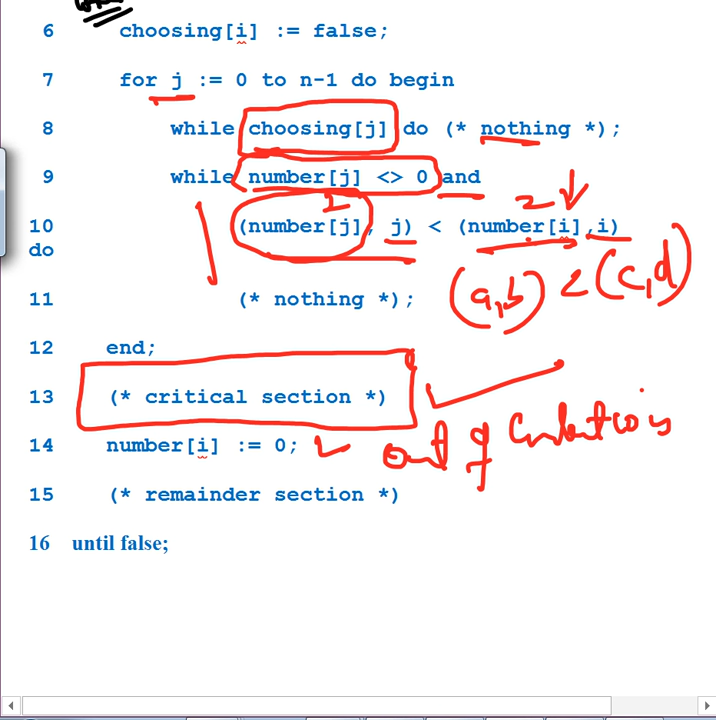 6 choosing[i] := false;
7 for j := 0 to n-1 do begin
8 while choosing[j] do (* nothing *);
9 while number[j] <> 0 and
1 2
10 (number[j], j) < (number[i],i)
do
11 (* nothing *);
(a,b) < (c,d)
12 end;
13 (* critical section *)
14 number[i] := 0;
out of
15 (* remainder section *)
16 until false;